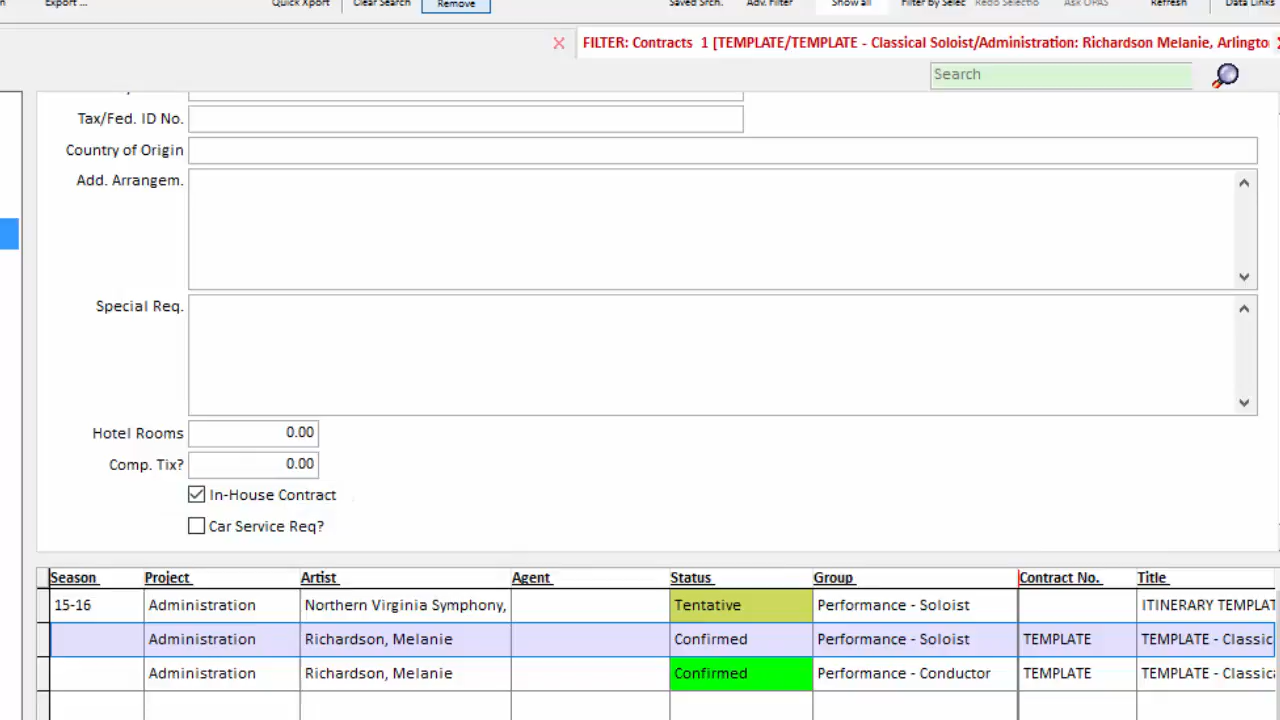 Export ... Quick Xport Clear Search Remove Saved Srch. Adv. Filter Show all Filter by Selec Redo Selectio Ask OPAS Refresh Data Links
FILTER: Contracts 1 [TEMPLATE/TEMPLATE - Classical Soloist/Administration: Richardson Melanie, Arlingto
Search
Tax/Fed. ID No.
Country of Origin
Add. Arrangem.
Special Req.
Hotel Rooms 0.00
Comp. Tix? 0.00
In-House Contract
Car Service Req?
Season Project Artist Agent Status Group Contract No. Title
15-16 Administration Northern Virginia Symphony, Tentative Performance - Soloist ITINERARY TEMPLAT
Administration Richardson, Melanie Confirmed Performance - Soloist TEMPLATE TEMPLATE - Classic
Administration Richardson, Melanie Confirmed Performance - Conductor TEMPLATE TEMPLATE - Classica